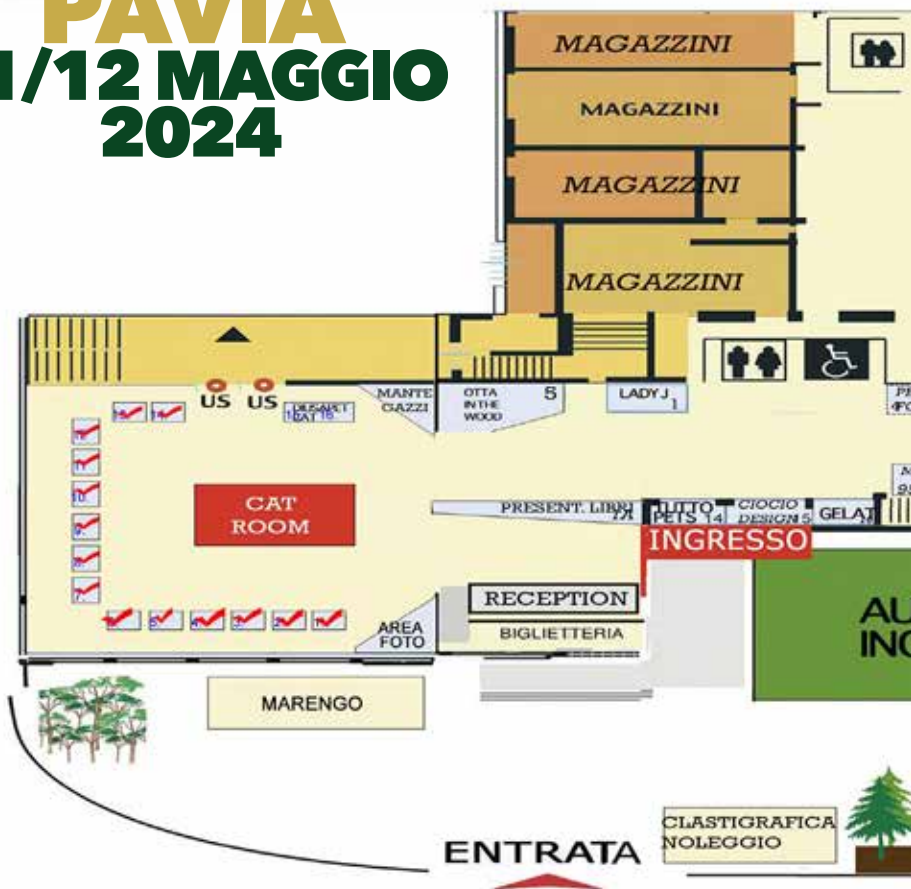 PAVIA
1/12 MAGGIO
2024
MAGAZZINI
MAGAZZINI
MAGAZZINI
MAGAZZINI
US US
MANTE
GAZZI
OTTA
IN THE
WOOD
S
LADY J
1
CAT
ROOM
PRESENT. LIBRI
TUTTO
PETS 14
CIOCIO
DESIGN 5
GELAT
INGRESSO
RECEPTION
BIGLIETTERIA
AREA
FOTO
AU
ING
MARENGO
CLASTIGRAFICA
NOLEGGIO
ENTRATA